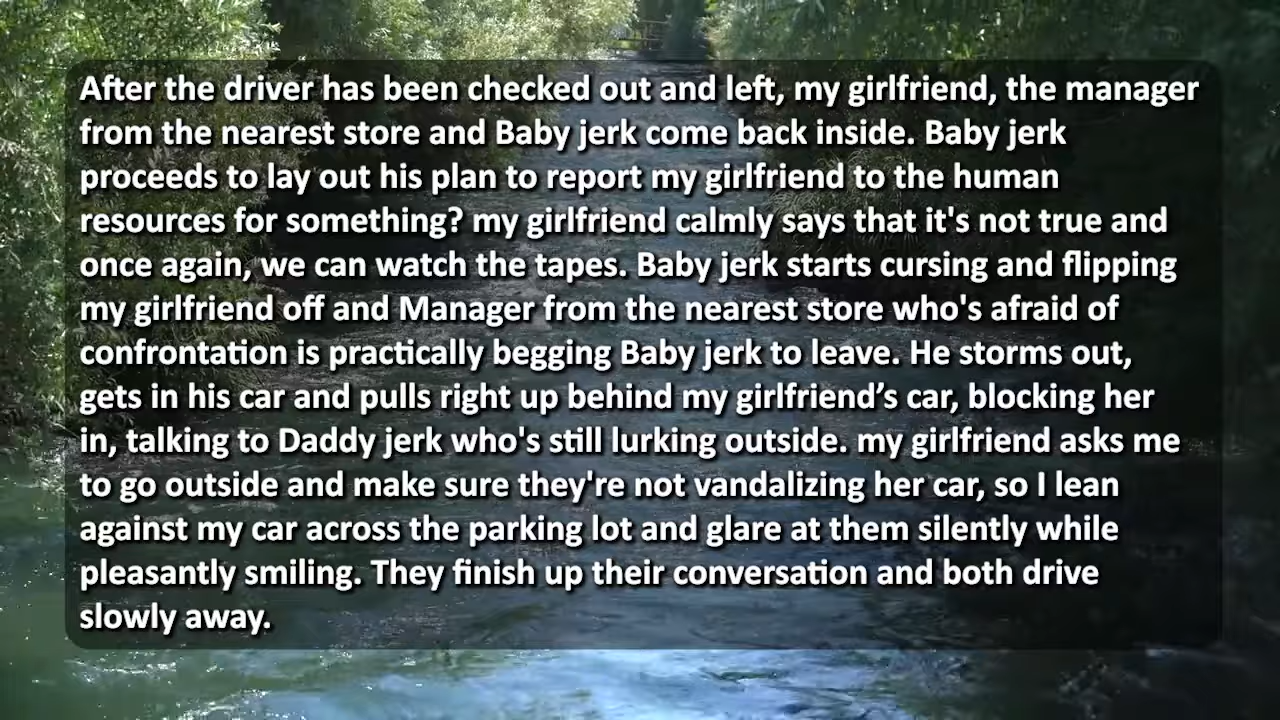 After the driver has been checked out and left, my girlfriend, the manager
from the nearest store and Baby jerk come back inside. Baby jerk
proceeds to lay out his plan to report my girlfriend to the human
resources for something? my girlfriend calmly says that it's not true and
once again, we can watch the tapes. Baby jerk starts cursing and flipping
my girlfriend off and Manager from the nearest store who's afraid of
confrontation is practically begging Baby jerk to leave. He storms out,
gets in his car and pulls right up behind my girlfriend’s car, blocking her
in, talking to Daddy jerk who's still lurking outside. my girlfriend asks me
to go outside and make sure they're not vandalizing her car, so I lean
against my car across the parking lot and glare at them silently while
pleasantly smiling. They finish up their conversation and both drive
slowly away.